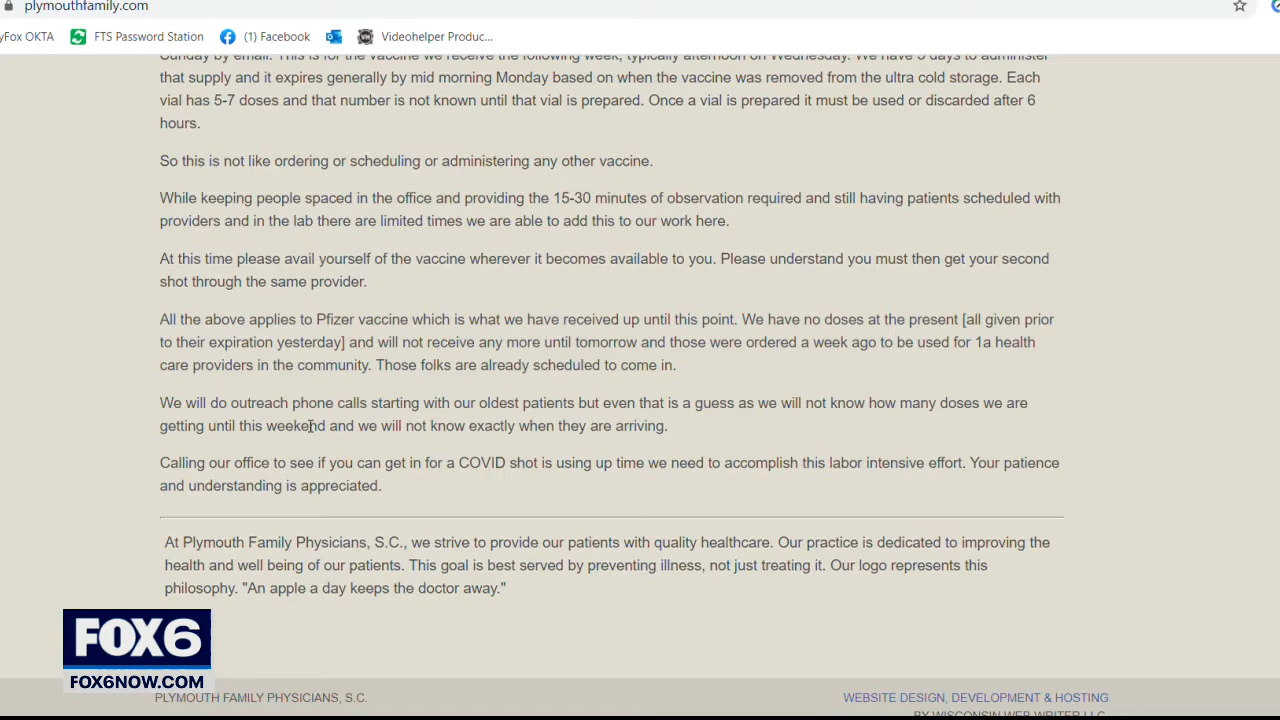 plymouthfamily.com
yFox OKTA FTS Password Station (1) Facebook Videohelper Produc...
Sunday by email. This is for the vaccine we receive the following week, typically afternoon on Wednesday. We have 5 days to administer
that supply and it expires generally by mid morning Monday based on when the vaccine was removed from the ultra cold storage. Each
vial has 5-7 doses and that number is not known until that vial is prepared. Once a vial is prepared it must be used or discarded after 6
hours.
So this is not like ordering or scheduling or administering any other vaccine.
While keeping people spaced in the office and providing the 15-30 minutes of observation required and still having patients scheduled with
providers and in the lab there are limited times we are able to add this to our work here.
At this time please avail yourself of the vaccine wherever it becomes available to you. Please understand you must then get your second
shot through the same provider.
All the above applies to Pfizer vaccine which is what we have received up until this point. We have no doses at the present [all given prior
to their expiration yesterday] and will not receive any more until tomorrow and those were ordered a week ago to be used for 1a health
care providers in the community. Those folks are already scheduled to come in.
We will do outreach phone calls starting with our oldest patients but even that is a guess as we will not know how many doses we are
getting until this weekend and we will not know exactly when they are arriving.
Calling our office to see if you can get in for a COVID shot is using up time we need to accomplish this labor intensive effort. Your patience
and understanding is appreciated.
At Plymouth Family Physicians, S.C., we strive to provide our patients with quality healthcare. Our practice is dedicated to improving the
health and well being of our patients. This goal is best served by preventing illness, not just treating it. Our logo represents this
philosophy. "An apple a day keeps the doctor away."
FOX6
FOX6NOW.COM
PLYMOUTH FAMILY PHYSICIANS, S.C.
WEBSITE DESIGN, DEVELOPMENT & HOSTING
BY WISCONSIN WEB WRITER LLC